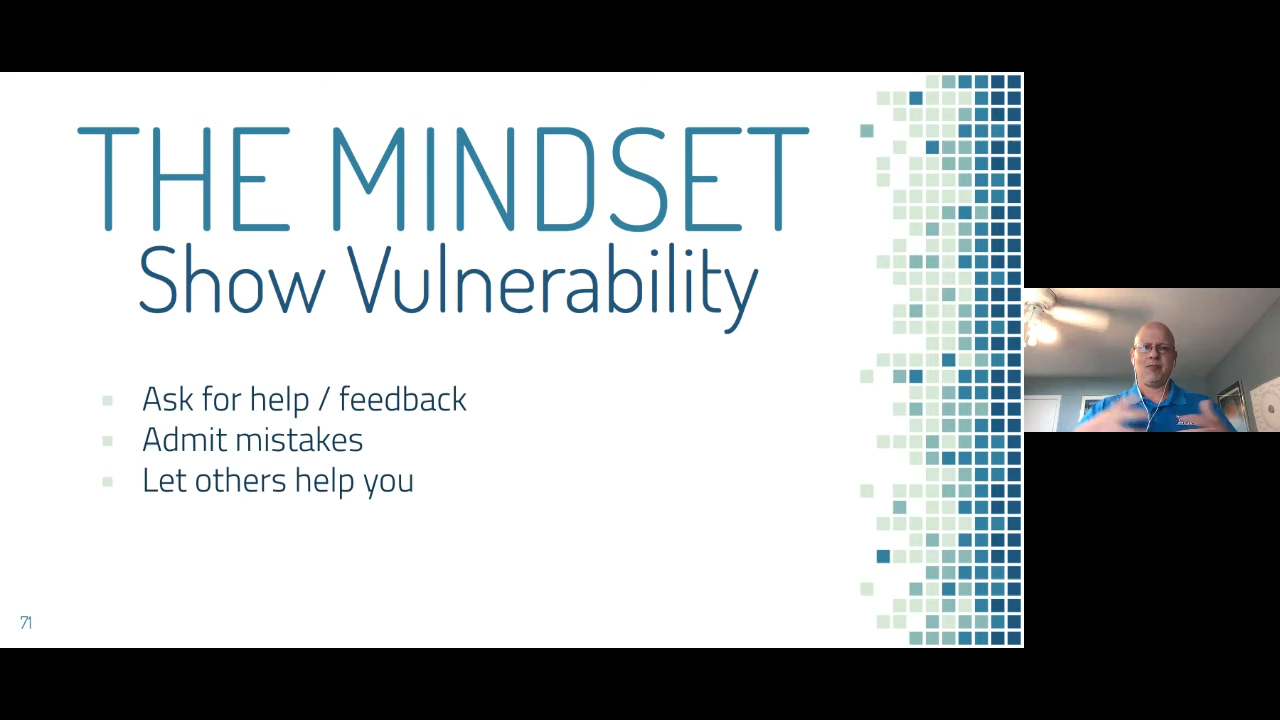 THE MINDSET
Show Vulnerability
Ask for help / feedback
Admit mistakes
Let others help you
71